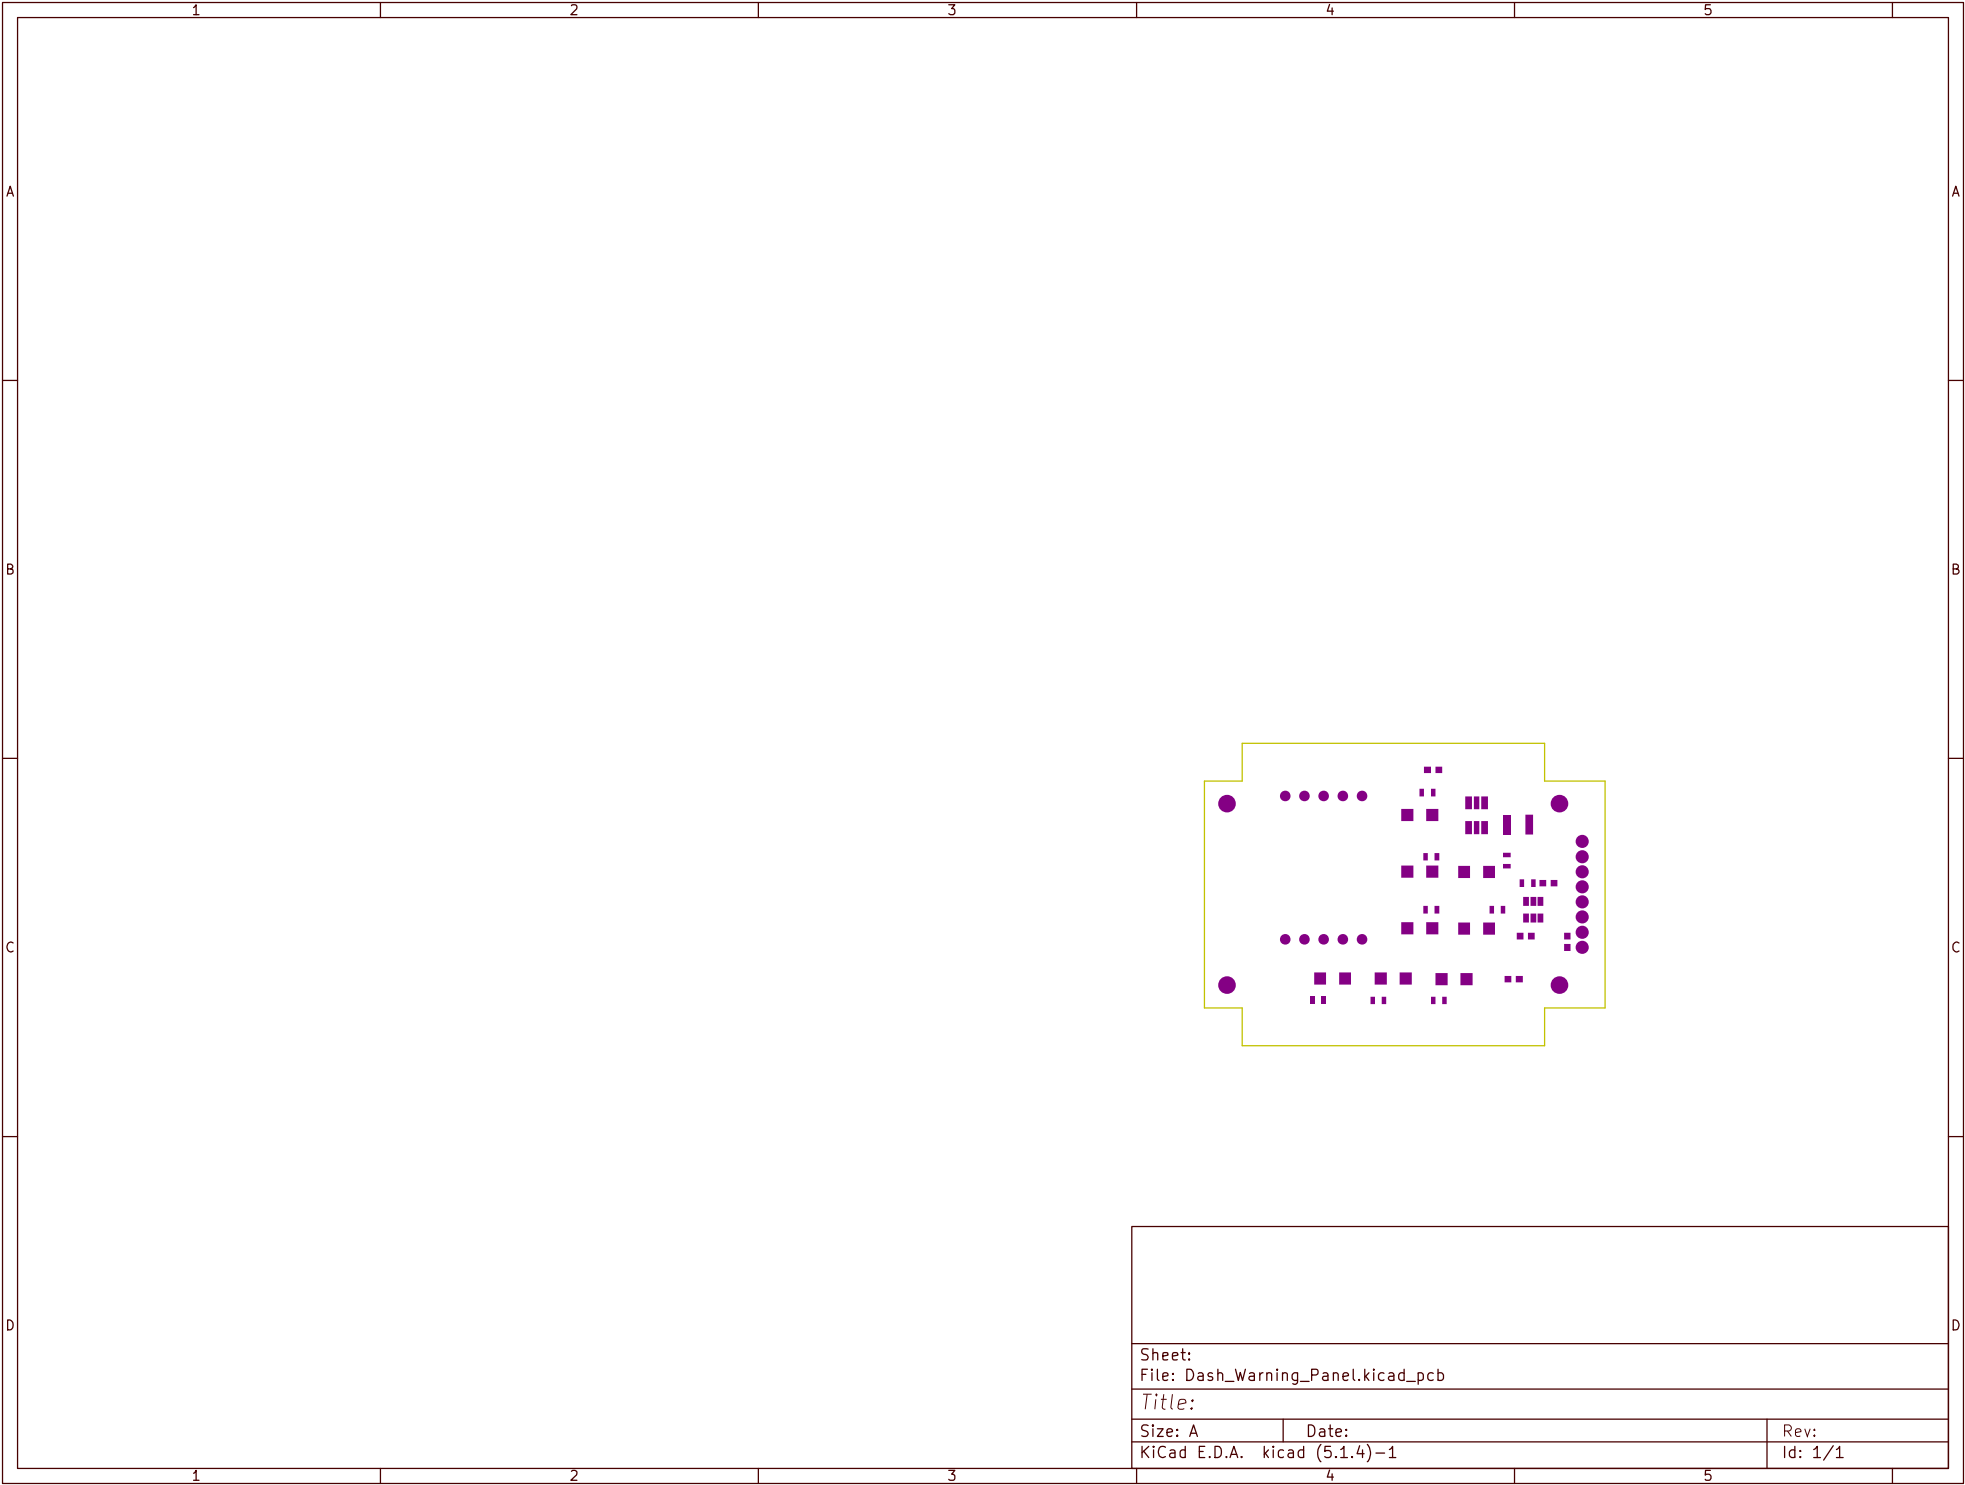 1 2 3 4 5
A A
B B
C C
D D
Sheet:
File: Dash_Warning_Panel.kicad_pcb
Title:
Size: A Date: Rev:
KiCad E.D.A. kicad (5.1.4)-1 Id: 1/1
1 2 3 4 5